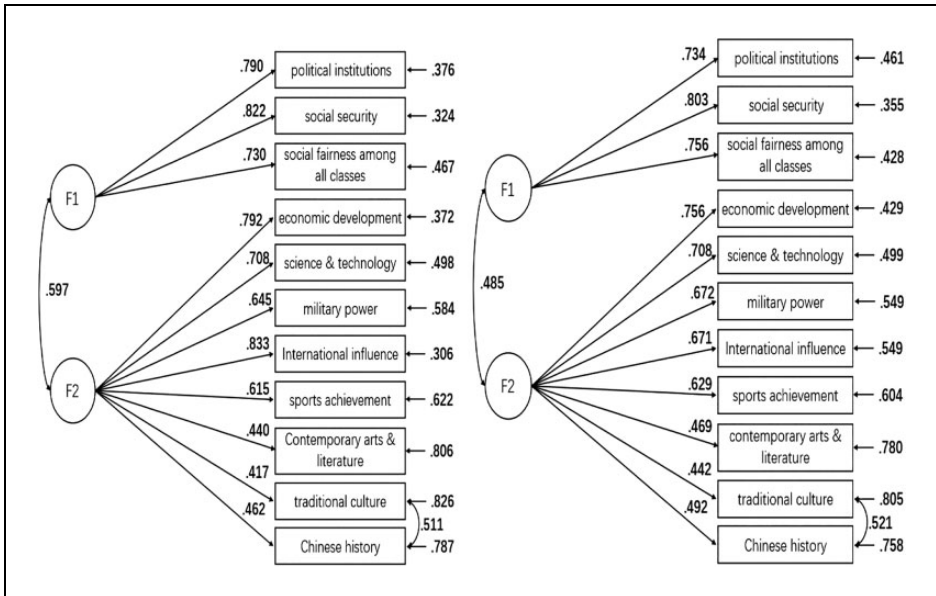 .790
political institutions
.376
.822
social security
.324
.730
social fairness among
all classes
.467
F1
.792
economic development
.372
.708
science & technology
.498
.597
.645
military power
.584
.833
International influence
.306
F2
.615
sports achievement
.622
.440
Contemporary arts &
literature
.806
.417
traditional culture
.826
.462
.511
Chinese history
.787
.734
political institutions
.461
.803
social security
.355
.756
social fairness among
all classes
.428
F1
.756
economic development
.429
.708
science & technology
.499
.485
.672
military power
.549
.671
International influence
.549
F2
.629
sports achievement
.604
.469
contemporary arts &
literature
.780
.442
traditional culture
.805
.492
.521
Chinese history
.758